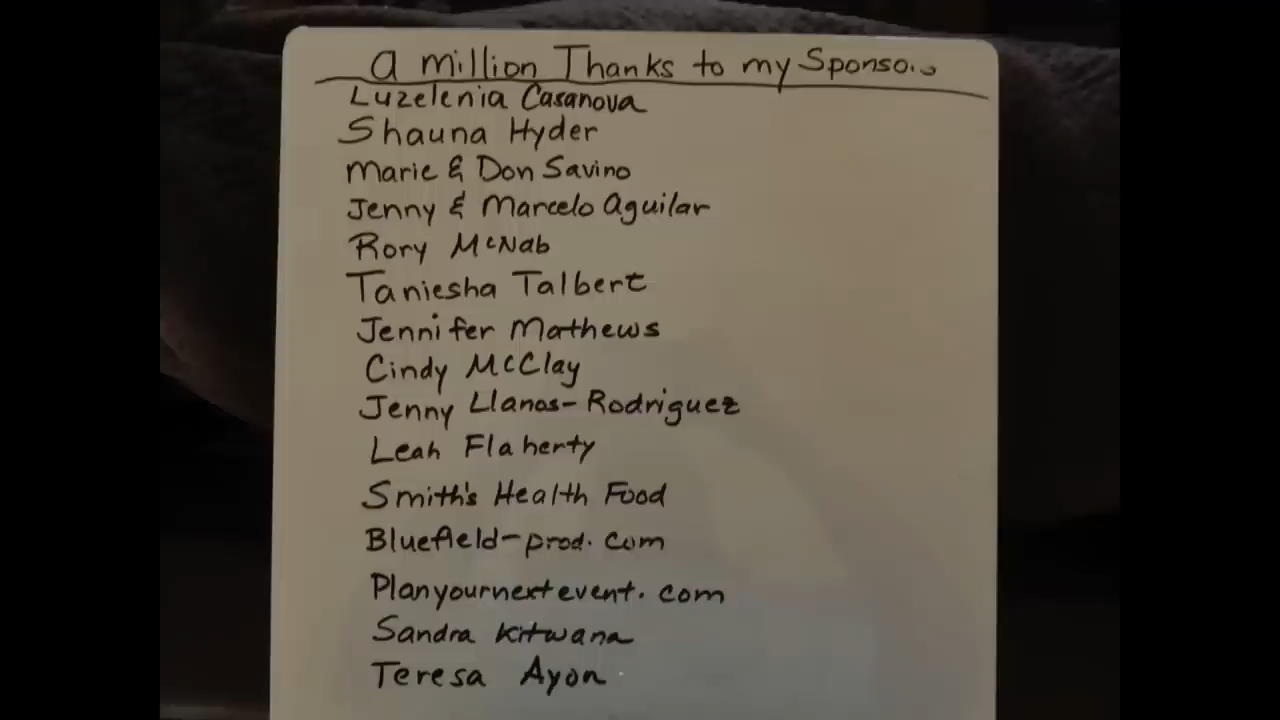 A million Thanks to my
Luzelenia Casanova
Shauna Hyder
Marie & Don Savino
Jenny & Marcelo Aguilar
Rory McNab
Taniesha Talbert
Jennifer Mathews
Cindy McClay
Jenny Llanos-Rodriguez
Leah Flaherty
Smith's Health Food
Bluefield-prod.com
Planyournextevent.com
Sandra Kitwana
Teresa Ayon